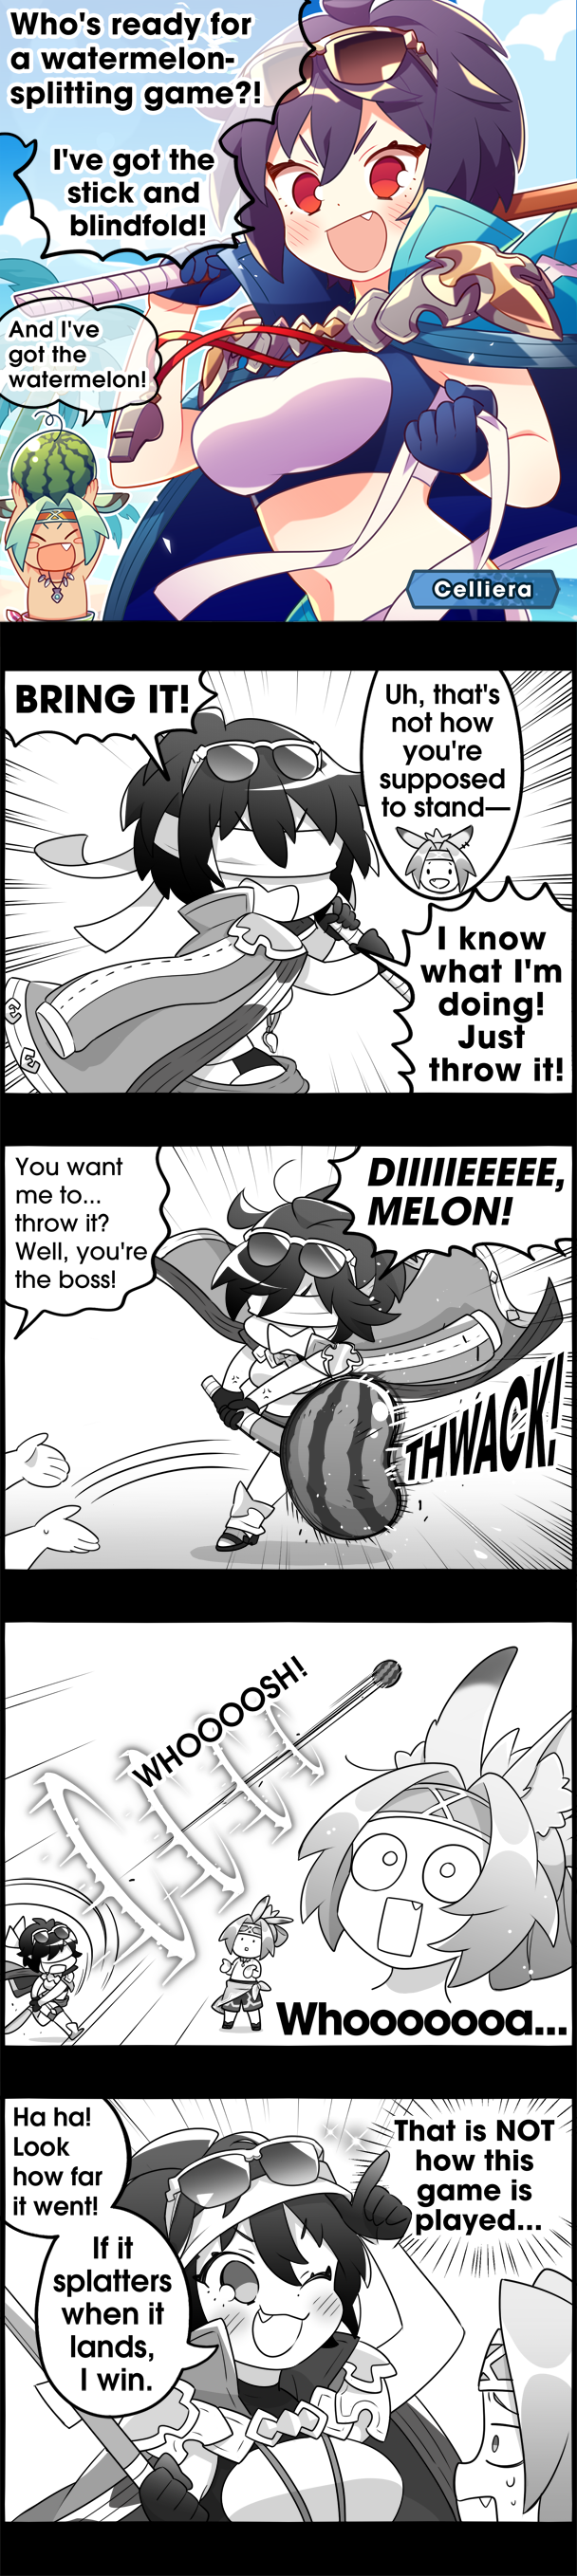 Who's ready for
a watermelon-
splitting game?!
I've got the
stick and
blindfold!
And I've
got the
watermelon!
Celliera
BRING IT!
Uh, that's
not how
you're
supposed
to stand—
I know
what I'm
doing!
Just
throw it!
You want
me to...
throw it?
Well, you're
the boss!
DIIIIIEEEEE,
MELON!
THWACK!
WHOOOOSH!
Whooooooa...
Ha ha!
Look
how far
it went!
If it
splatters
when it
lands,
I win.
That is NOT
how this
game is
played...